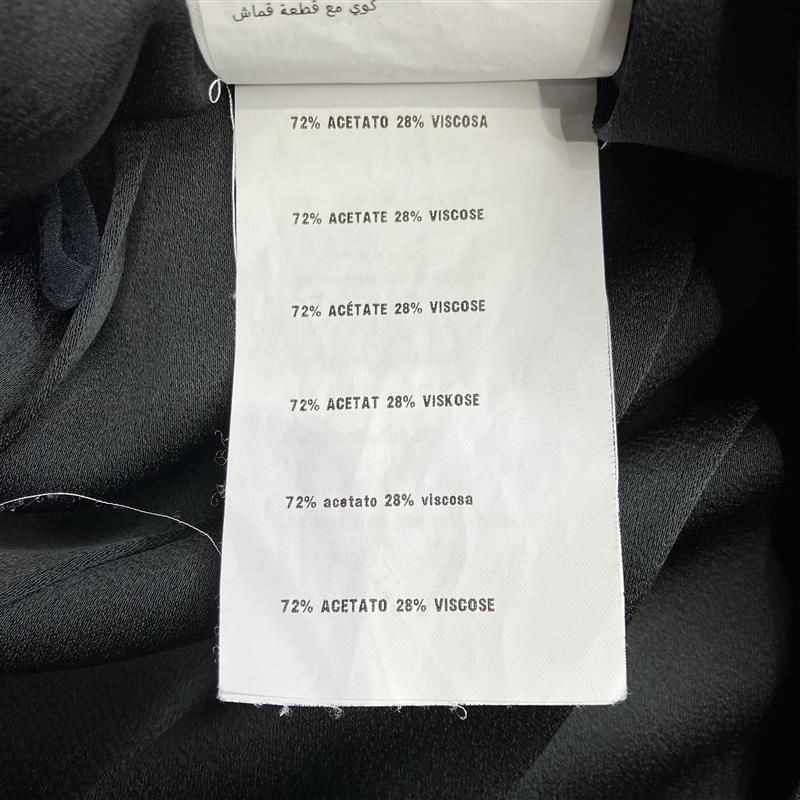 كوي مع قطعة قماش
72% ACETATO 28% VISCOSA
72% ACETATE 28% VISCOSE
72% ACÉTATE 28% VISCOSE
72% ACETAT 28% VISKOSE
72% acetato 28% viscosa
72% ACETATO 28% VISCOSE